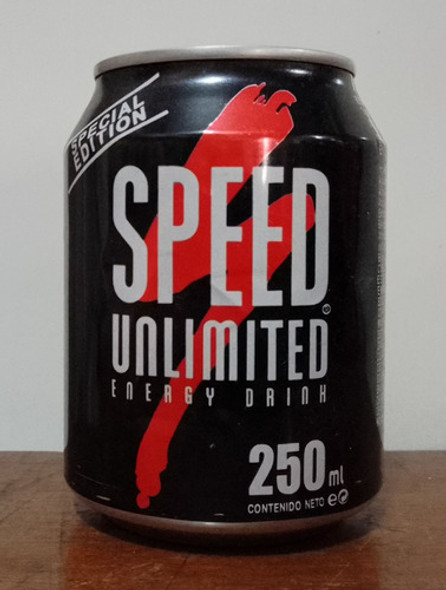 SPECIAL
EDITION
SPEED
UNLIMITED
ENERGY DRINK
250ml
CONTENIDO NETO e